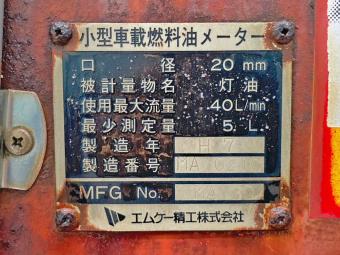 小型車載燃料油メーター
口 径 20 mm
被計量物名 灯 油
使用最大流量 40L/min
最少測定量 5 L
製造年 H 7
製造番号 MA
MFG No.
エムケー精工株式会社